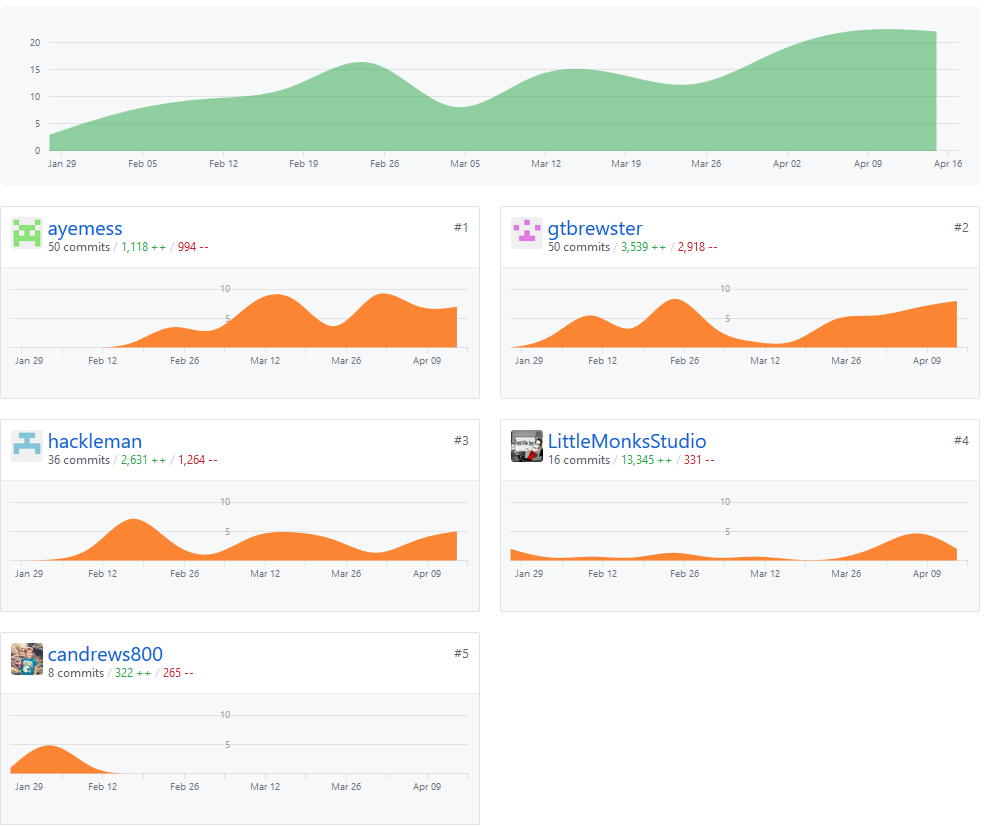 20
15
10
5
0
Jan 29 Feb 05 Feb 12 Feb 19 Feb 26 Mar 05 Mar 12 Mar 19 Mar 26 Apr 02 Apr 09 Apr 16
ayemess #1
50 commits / 1,118 ++ / 994 --
10
5
Jan 29 Feb 12 Feb 26 Mar 12 Mar 26 Apr 09
gtbrewster #2
50 commits / 3,539 ++ / 2,918 --
10
5
Jan 29 Feb 12 Feb 26 Mar 12 Mar 26 Apr 09
hackleman #3
36 commits / 2,631 ++ / 1,264 --
10
5
Jan 29 Feb 12 Feb 26 Mar 12 Mar 26 Apr 09
LittleMonksStudio #4
16 commits / 13,345 ++ / 331 --
10
5
Jan 29 Feb 12 Feb 26 Mar 12 Mar 26 Apr 09
candrews800 #5
8 commits / 322 ++ / 265 --
10
5
Jan 29 Feb 12 Feb 26 Mar 12 Mar 26 Apr 09